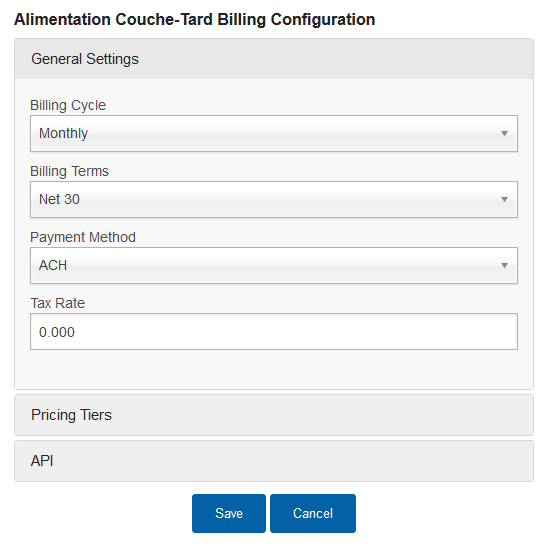 Alimentation Couche-Tard Billing Configuration
General Settings
Billing Cycle
Monthly
Billing Terms
Net 30
Payment Method
ACH
Tax Rate
0.000
Pricing Tiers
API
Save Cancel